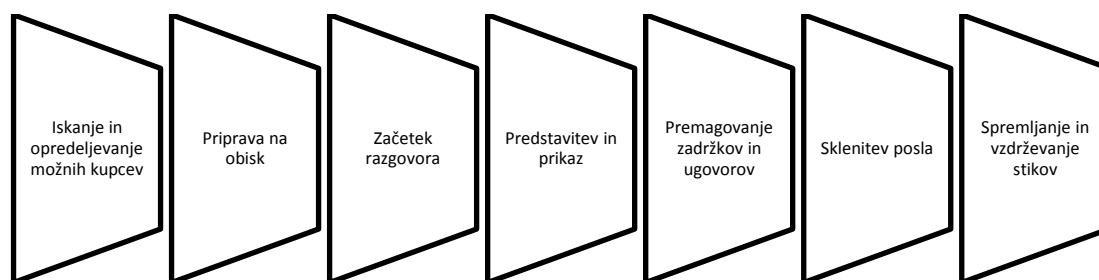 Iskanje in
opredeljevanje
možnih kupcev
Priprava na
obisk
Začetek
razgovora
Predstavitev in
prikaz
Premagovanje
zadržkov in
ugovorov
Sklenitev posla
Spremljanje in
vzdrževanje
stikov